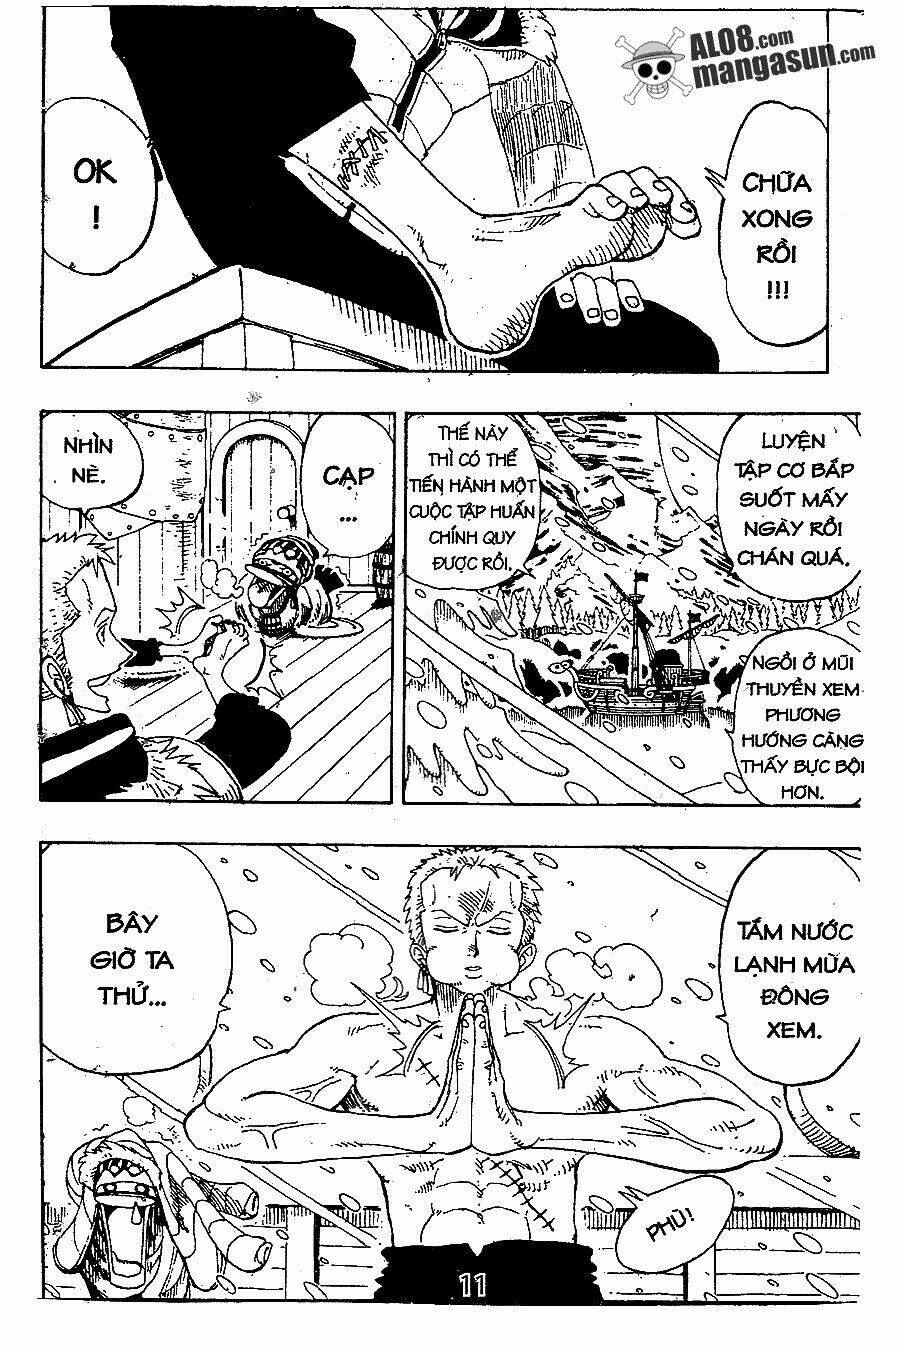 AL08.com
mangasun.com
CHỮA
XONG
RỒI
!!!
OK
!
LUYỆN
TẬP CƠ BẮP
SUỐT MẤY
NGÀY RỒI
CHÁN QUÁ.
THẾ NÀY
THÌ CÓ THỂ
TIẾN HÀNH MỘT
CUỘC TẬP HUẤN
CHÍNH QUY
ĐƯỢC RỒI.
NGỒI Ở MŨI
THUYỀN XEM
PHƯƠNG
HƯỚNG CÀNG
THẤY BỰC BỘI
HƠN.
CẠP
...
NHÌN
NÈ.
TẮM NƯỚC
LẠNH MÙA
ĐÔNG
XEM.
BÂY
GIỜ TA
THỬ...
PHÙ!
11